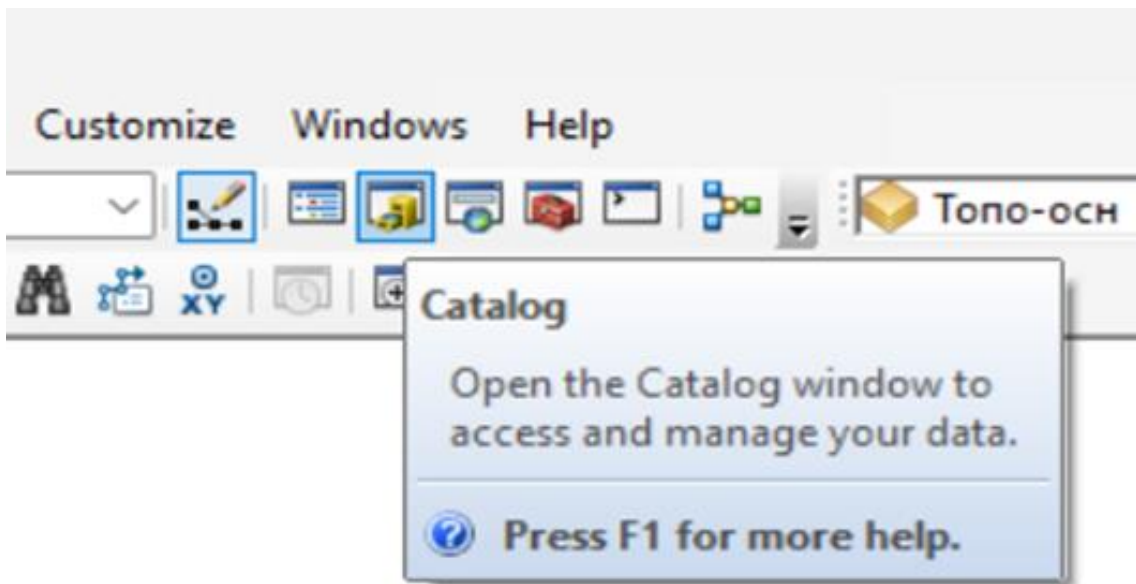 Customize Windows Help
Топо-осн
XY
Catalog
Open the Catalog window to
access and manage your data.
Press F1 for more help.